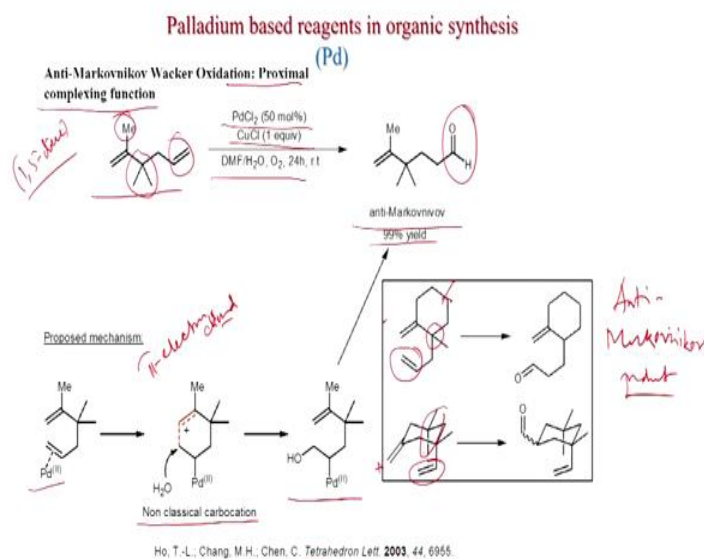 Palladium based reagents in organic synthesis
(Pd)
Anti-Markovnikov Wacker Oxidation: Proximal
complexing function
PdCl2 (50 mol%)
CuCl (1 equiv)
DMF/H2O, O2, 24h, r t
Me
Me
O
H
(1,5-diene)
anti-Markovnivov
99% yield
Proposed mechanism:
π-electron cloud
Anti-
Markovnikov
product
Me
Pd(II)
Me
+
H2O
Pd(II)
Non classical carbocation
Me
HO
Pd(II)
O
O
Ho, T.-L.; Chang, M.H.; Chen, C. Tetrahedron Lett. 2003, 44, 6955.